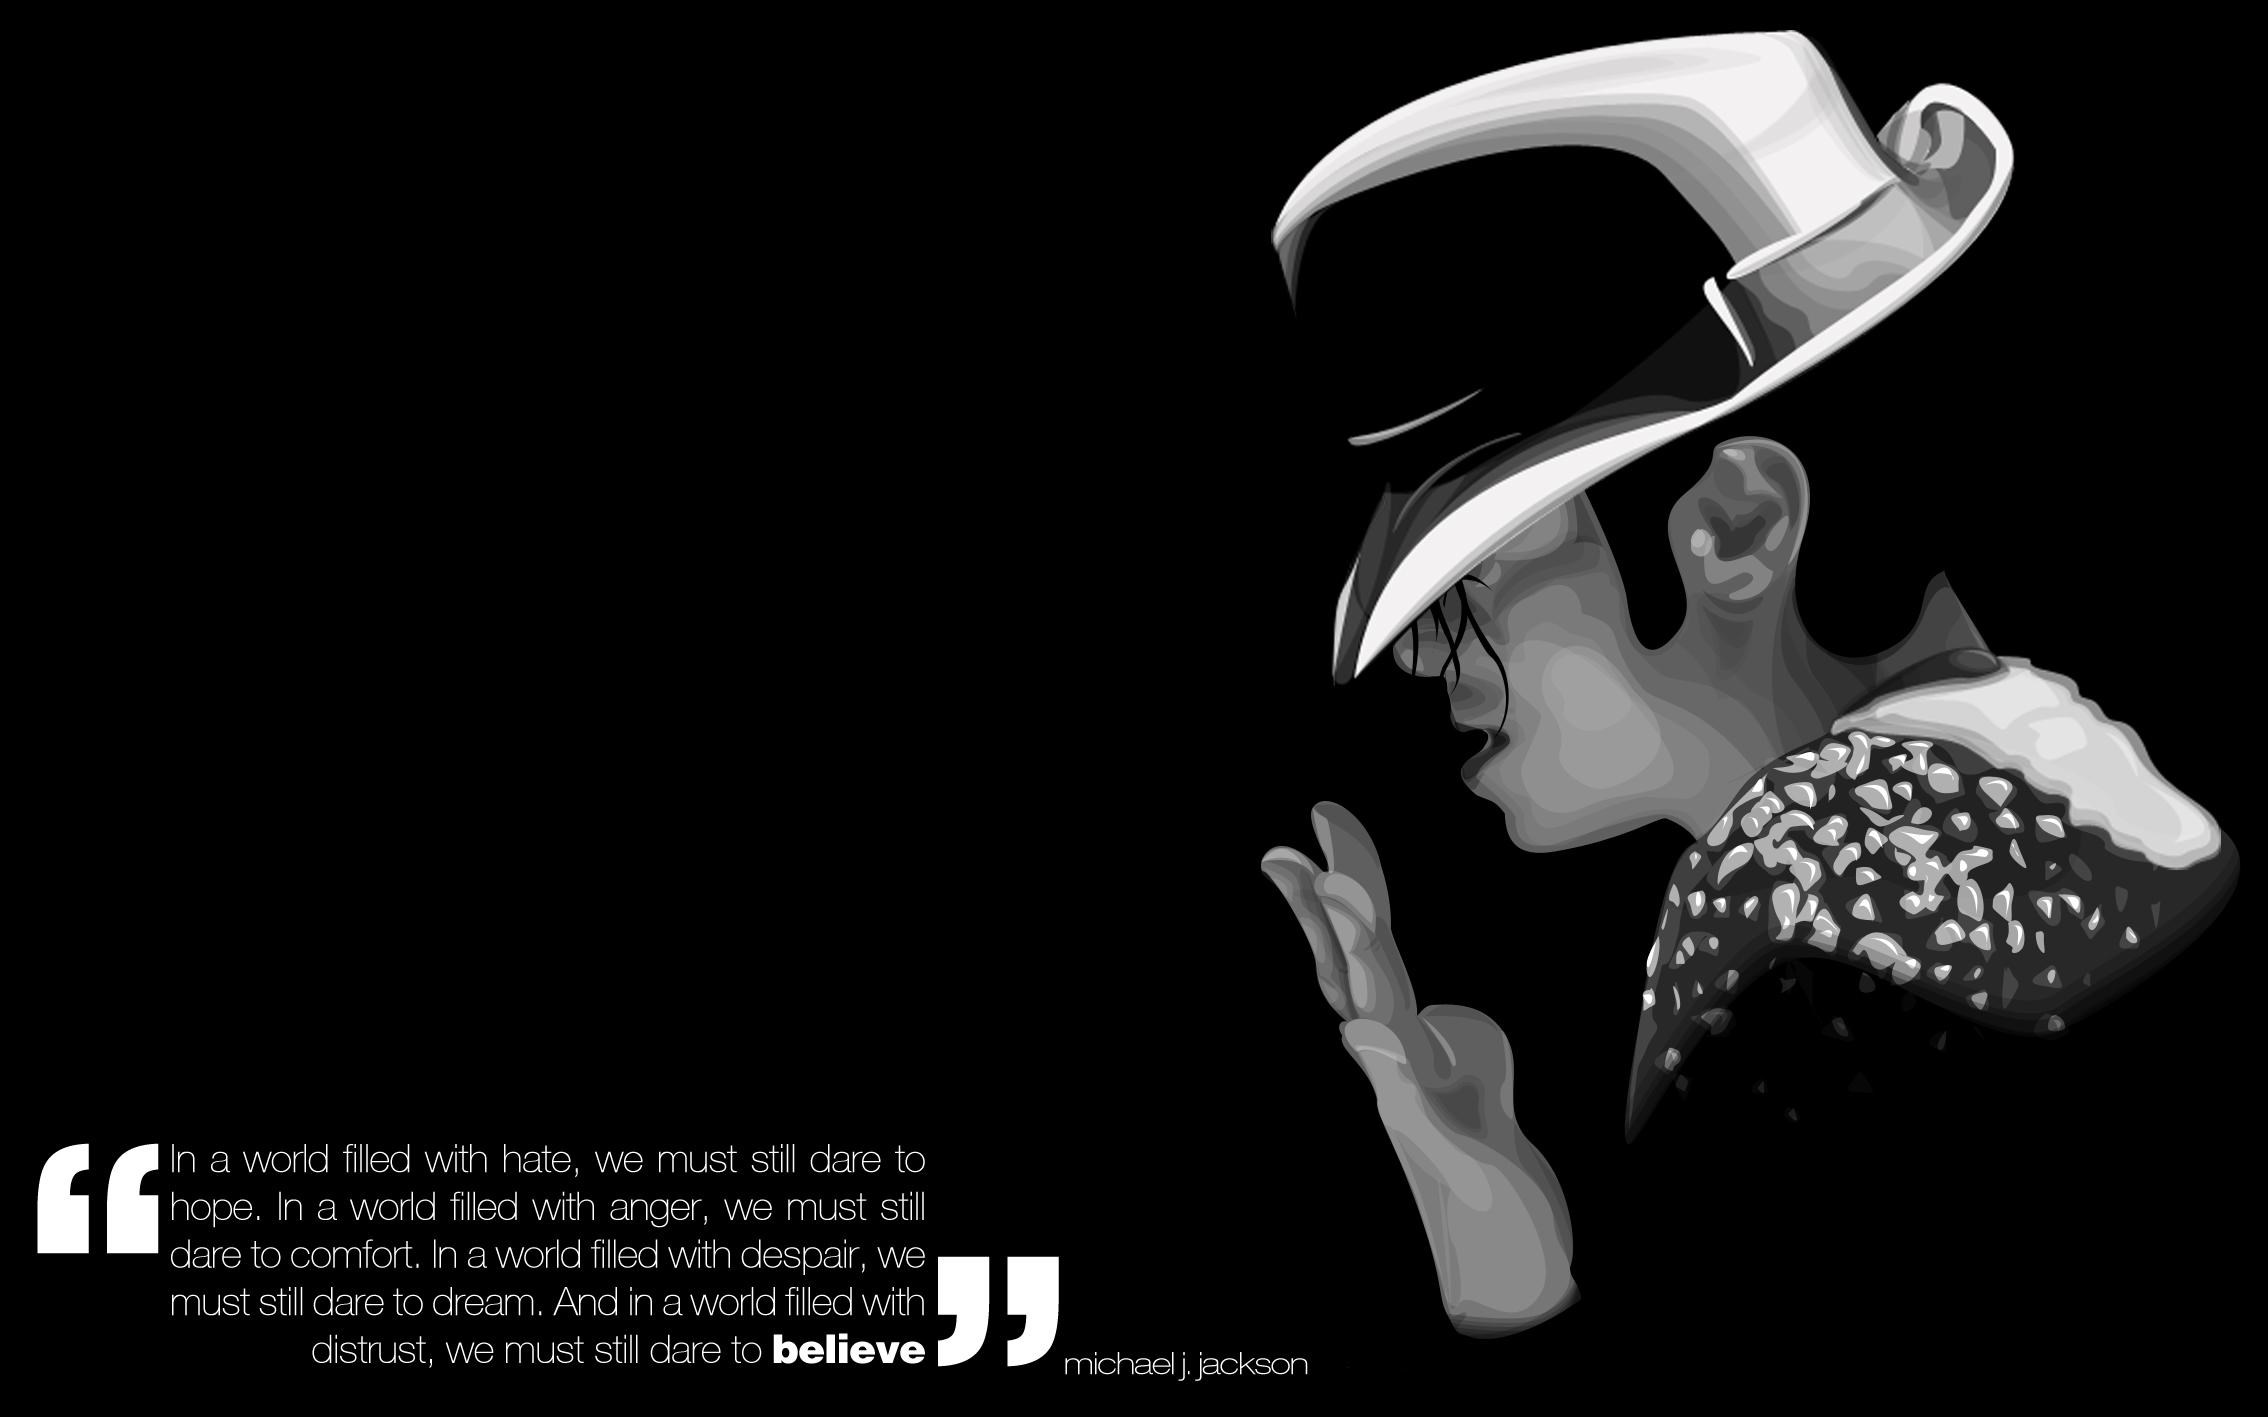 “In a world filled with hate, we must still dare to
hope. In a world filled with anger, we must still
dare to comfort. In a world filled with despair, we
must still dare to dream. And in a world filled with
distrust, we must still dare to believe”
michael j. jackson